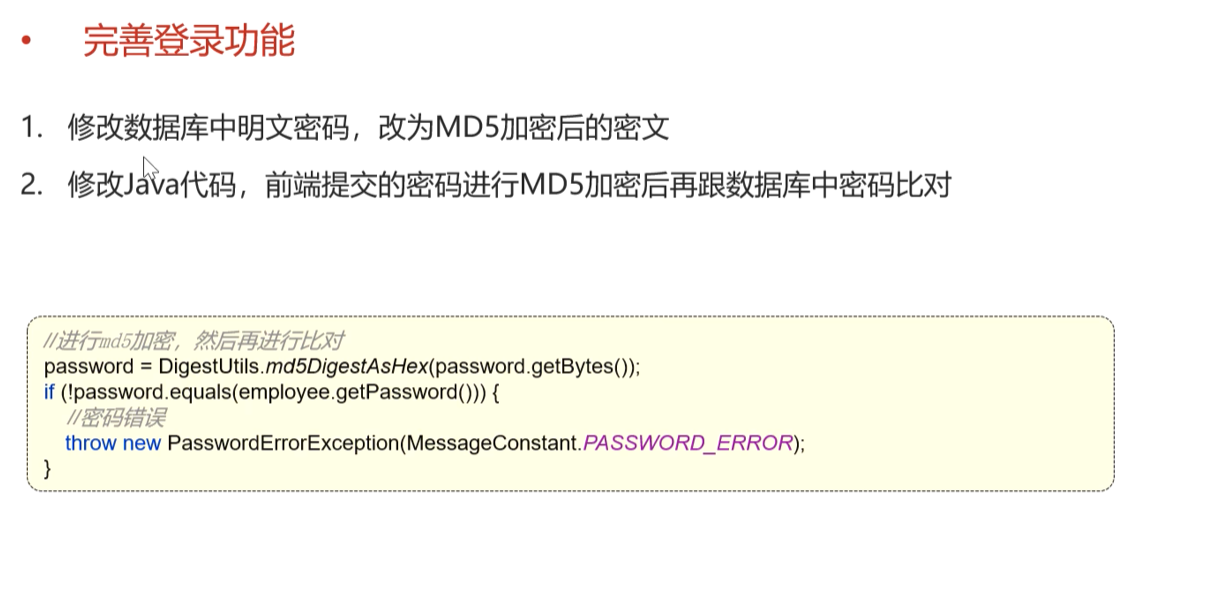 • 完善登录功能
1. 修改数据库中明文密码，改为MD5加密后的密文
2. 修改Java代码，前端提交的密码进行MD5加密后再跟数据库中密码比对
//进行md5加密，然后再进行比对
password = DigestUtils.md5DigestAsHex(password.getBytes());
if (!password.equals(employee.getPassword())) {
//密码错误
throw new PasswordErrorException(MessageConstant.PASSWORD_ERROR);
}